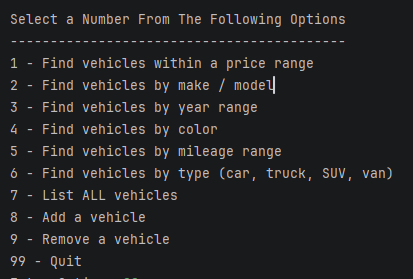 Select a Number From The Following Options
------------------------------------------
1 - Find vehicles within a price range
2 - Find vehicles by make / model
3 - Find vehicles by year range
4 - Find vehicles by color
5 - Find vehicles by mileage range
6 - Find vehicles by type (car, truck, SUV, van)
7 - List ALL vehicles
8 - Add a vehicle
9 - Remove a vehicle
99 - Quit